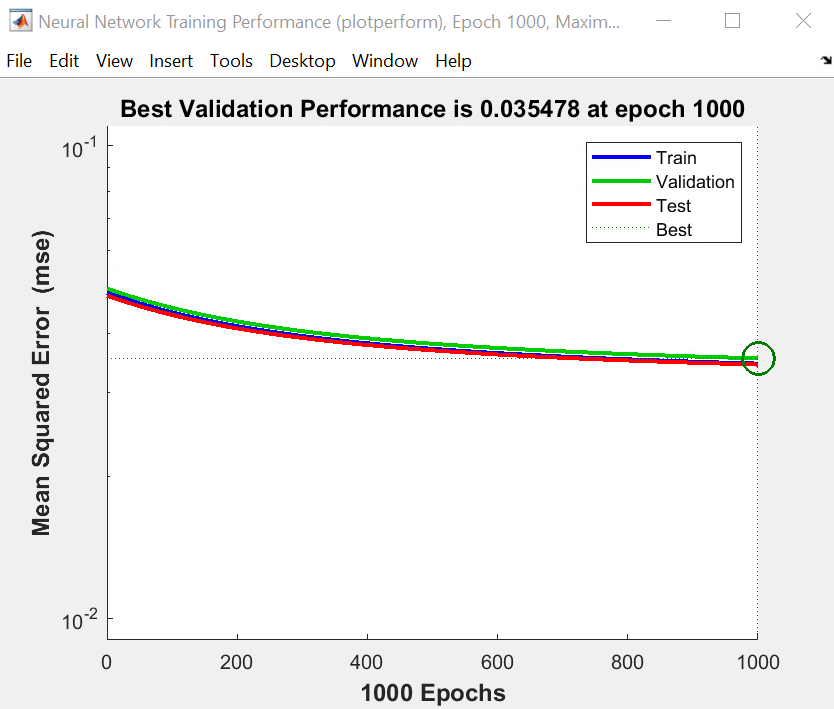 Neural Network Training Performance (plotperform), Epoch 1000, Maxim...
File Edit View Insert Tools Desktop Window Help
Best Validation Performance is 0.035478 at epoch 1000
Mean Squared Error (mse)
10^-1
10^-2
Train
Validation
Test
Best
0 200 400 600 800 1000
1000 Epochs